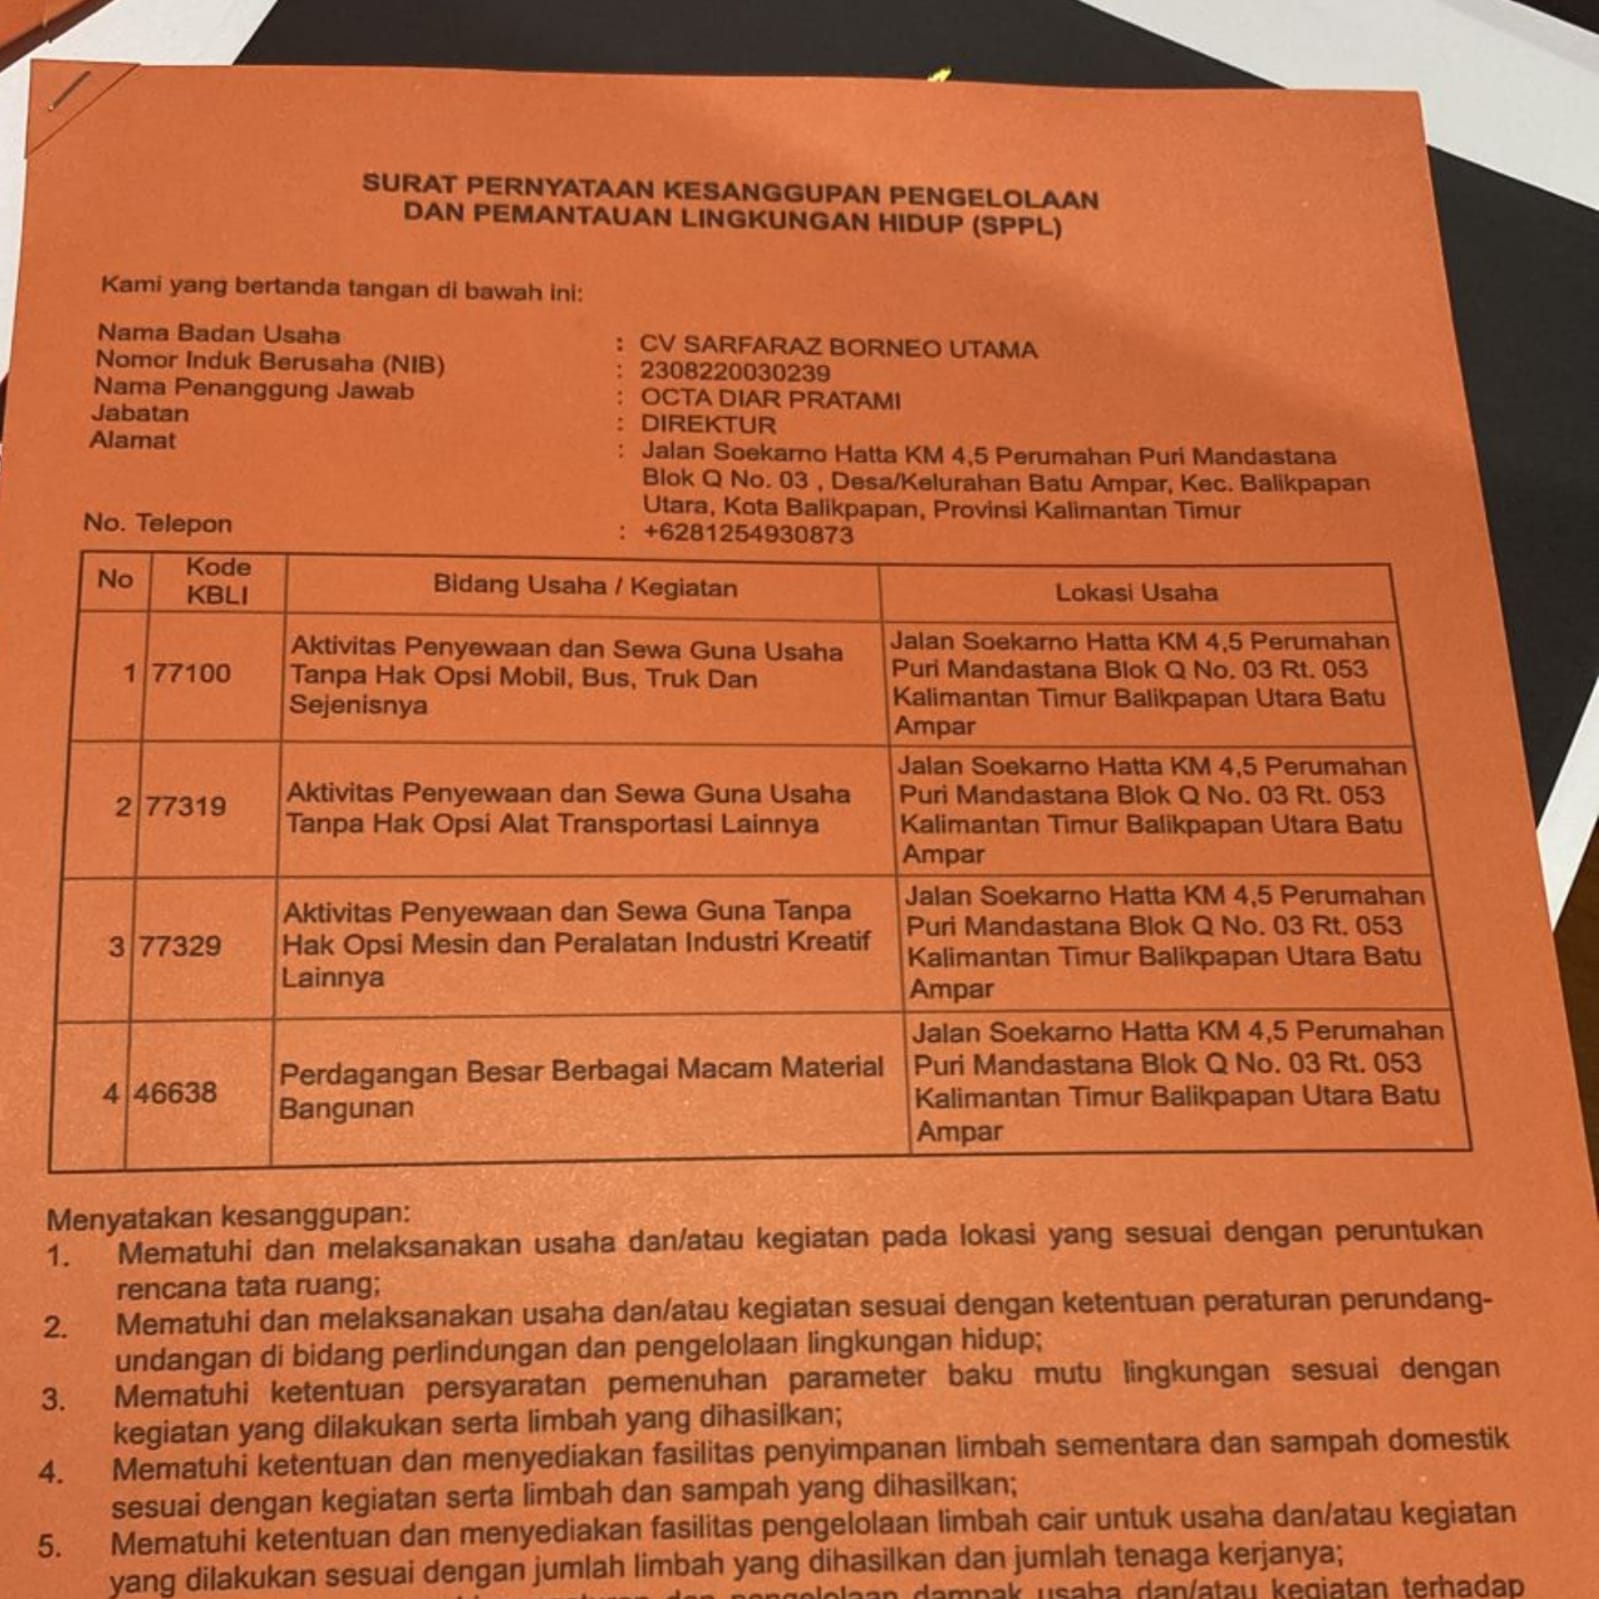 SURAT PERNYATAAN KESANGGUPAN PENGELOLAAN
DAN PEMANTAUAN LINGKUNGAN HIDUP (SPPL)
Kami yang bertanda tangan di bawah ini:
Nama Badan Usaha : CV SARFARAZ BORNEO UTAMA
Nomor Induk Berusaha (NIB) : 2308220030239
Nama Penanggung Jawab : OCTA DIAR PRATAMI
Jabatan : DIREKTUR
Alamat : Jalan Soekarno Hatta KM 4,5 Perumahan Puri Mandastana
Blok Q No. 03 , Desa/Kelurahan Batu Ampar, Kec. Balikpapan
Utara, Kota Balikpapan, Provinsi Kalimantan Timur
No. Telepon : +6281254930873
No
Kode
KBLI
Bidang Usaha / Kegiatan
Lokasi Usaha
1
77100
Aktivitas Penyewaan dan Sewa Guna Usaha
Tanpa Hak Opsi Mobil, Bus, Truk Dan
Sejenisnya
Jalan Soekarno Hatta KM 4,5 Perumahan
Puri Mandastana Blok Q No. 03 Rt. 053
Kalimantan Timur Balikpapan Utara Batu
Ampar
2
77319
Aktivitas Penyewaan dan Sewa Guna Usaha
Tanpa Hak Opsi Alat Transportasi Lainnya
Jalan Soekarno Hatta KM 4,5 Perumahan
Puri Mandastana Blok Q No. 03 Rt. 053
Kalimantan Timur Balikpapan Utara Batu
Ampar
3
77329
Aktivitas Penyewaan dan Sewa Guna Tanpa
Hak Opsi Mesin dan Peralatan Industri Kreatif
Lainnya
Jalan Soekarno Hatta KM 4,5 Perumahan
Puri Mandastana Blok Q No. 03 Rt. 053
Kalimantan Timur Balikpapan Utara Batu
Ampar
4
46638
Perdagangan Besar Berbagai Macam Material
Bangunan
Jalan Soekarno Hatta KM 4,5 Perumahan
Puri Mandastana Blok Q No. 03 Rt. 053
Kalimantan Timur Balikpapan Utara Batu
Ampar
Menyatakan kesanggupan:
1. Mematuhi dan melaksanakan usaha dan/atau kegiatan pada lokasi yang sesuai dengan peruntukan
rencana tata ruang;
2. Mematuhi dan melaksanakan usaha dan/atau kegiatan sesuai dengan ketentuan peraturan perundang-
undangan di bidang perlindungan dan pengelolaan lingkungan hidup;
3. Mematuhi ketentuan persyaratan pemenuhan parameter baku mutu lingkungan sesuai dengan
kegiatan yang dilakukan serta limbah yang dihasilkan;
4. Mematuhi ketentuan dan menyediakan fasilitas penyimpanan limbah sementara dan sampah domestik
sesuai dengan kegiatan serta limbah dan sampah yang dihasilkan;
5. Mematuhi ketentuan dan menyediakan fasilitas pengelolaan limbah cair untuk usaha dan/atau kegiatan
yang dilakukan sesuai dengan jumlah limbah yang dihasilkan dan jumlah tenaga kerjanya;
dan pengelolaan dampak usaha dan/atau kegiatan terhadap